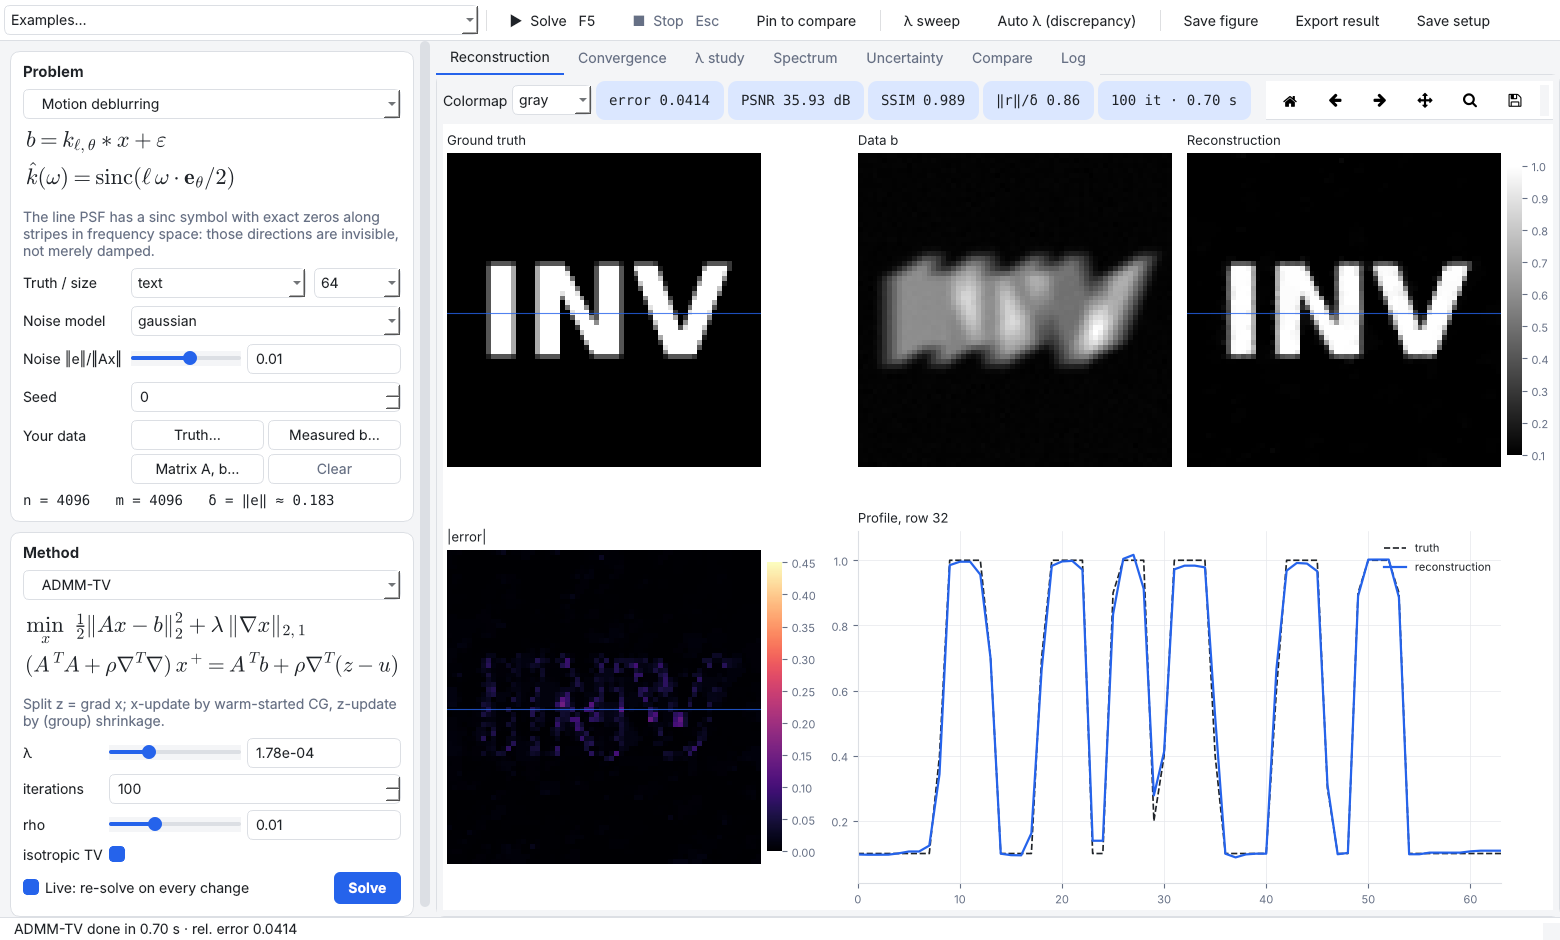 Examples...
Solve F5
Stop Esc
Pin to compare
λ sweep
Auto λ (discrepancy)
Save figure
Export result
Save setup
Problem
Motion deblurring
b = k_{ℓ,θ} * x + ε
k̂(ω) = sinc(ℓ ω · e_θ/2)
The line PSF has a sinc symbol with exact zeros along
stripes in frequency space: those directions are invisible,
not merely damped.
Truth / size text 64
Noise model gaussian
Noise ‖e‖/‖Ax‖ 0.01
Seed 0
Your data Truth... Measured b...
Matrix A, b... Clear
n = 4096 m = 4096 δ = ‖e‖ ≈ 0.183
Method
ADMM-TV
min_x ½‖Ax − b‖₂² + λ ‖∇x‖_{2,1}
(AᵀA + ρ∇ᵀ∇) x⁺ = Aᵀb + ρ∇ᵀ(z − u)
Split z = grad x; x-update by warm-started CG, z-update
by (group) shrinkage.
λ 1.78e-04
iterations 100
rho 0.01
isotropic TV
Live: re-solve on every change Solve
Reconstruction Convergence λ study Spectrum Uncertainty Compare Log
Colormap gray error 0.0414 PSNR 35.93 dB SSIM 0.989 ‖r‖/δ 0.86 100 it · 0.70 s
Ground truth
INV
Data b
Reconstruction
INV
1.0
0.9
0.8
0.7
0.6
0.5
0.4
0.3
0.2
0.1
|error|
0.45
0.40
0.35
0.30
0.25
0.20
0.15
0.10
0.05
0.00
Profile, row 32
truth
reconstruction
1.0
0.8
0.6
0.4
0.2
0 10 20 30 40 50 60
ADMM-TV done in 0.70 s · rel. error 0.0414